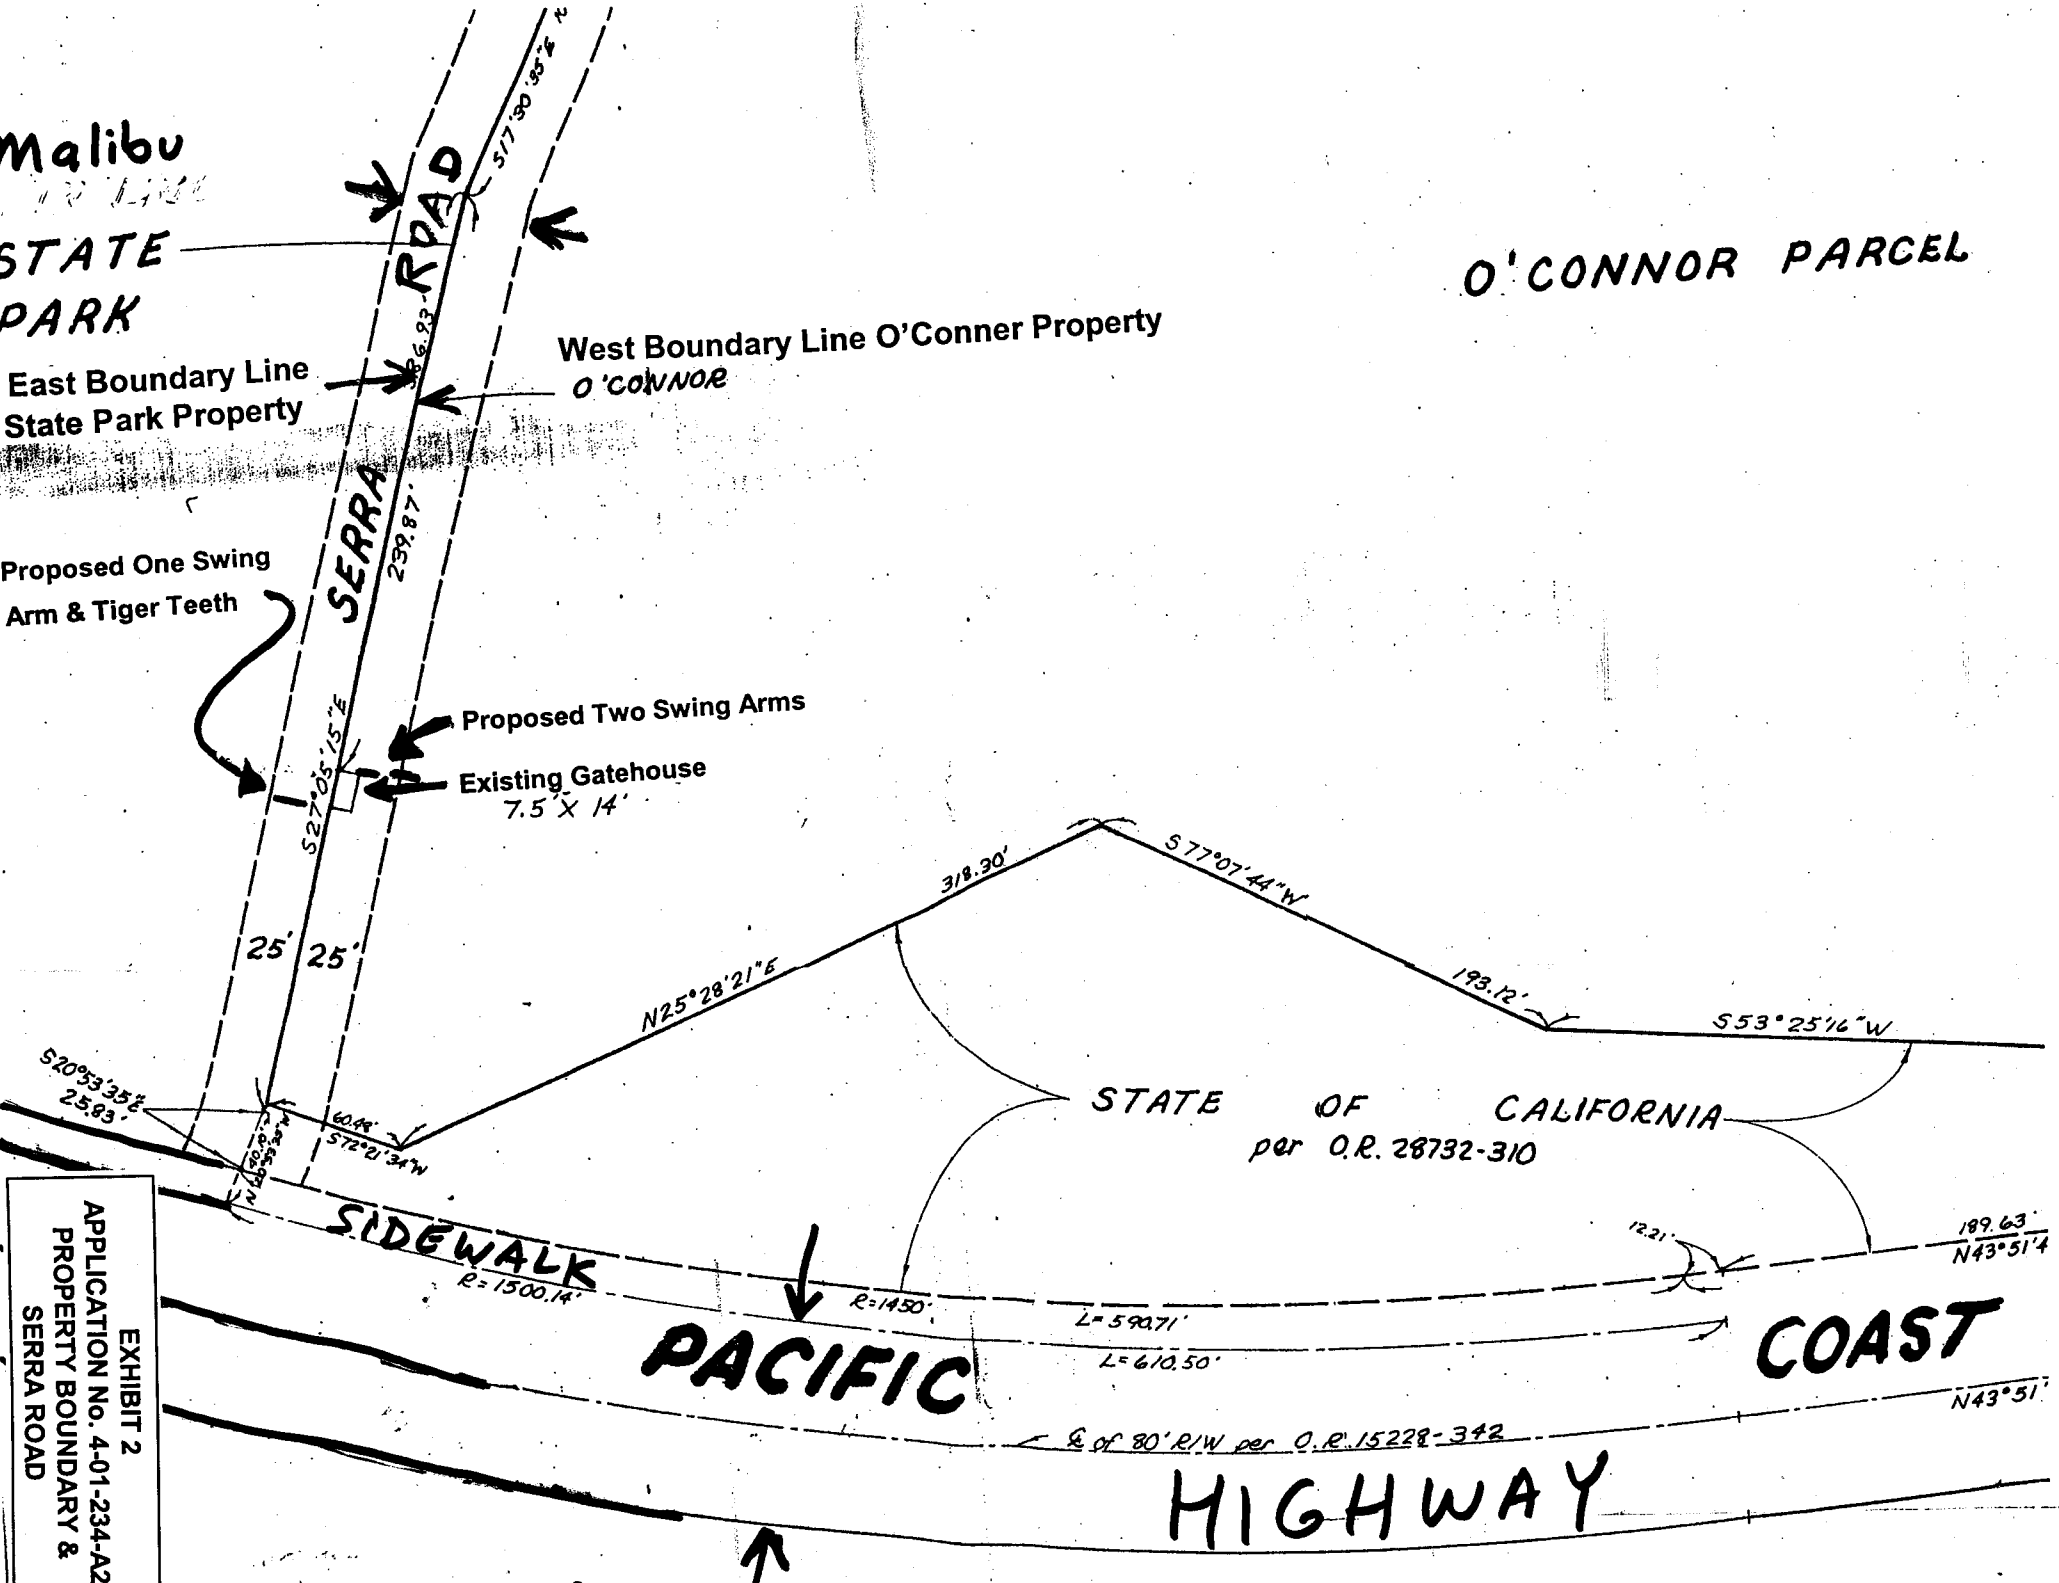 Malibu
STATE
PARK
S17°30'35"E
ROAD
O'CONNOR PARCEL
West Boundary Line O'Conner Property
O'CONNOR
East Boundary Line
State Park Property
SERRA
239.87'
Proposed One Swing
Arm & Tiger Teeth
Proposed Two Swing Arms
Existing Gatehouse
7.5' X 14'
S27°05'15"E
25' 25'
318.30'
N25°28'21"E
S77°07'44"W
193.12'
S53°25'16"W
S20°53'35"E
25.83'
60.48'
S72°21'34"W
40.10'
N20°53'35"W
STATE OF CALIFORNIA
per O.R. 28732-310
SIDEWALK
R=1500.14'
R=1450'
L=590.71'
L=610.50'
12.21'
189.63'
N43°51'4
PACIFIC
COAST
N43°51'
℄ of 80' R/W per O.R. 15228-342
HIGHWAY
EXHIBIT 2
APPLICATION No. 4-01-234-A2
PROPERTY BOUNDARY &
SERRA ROAD